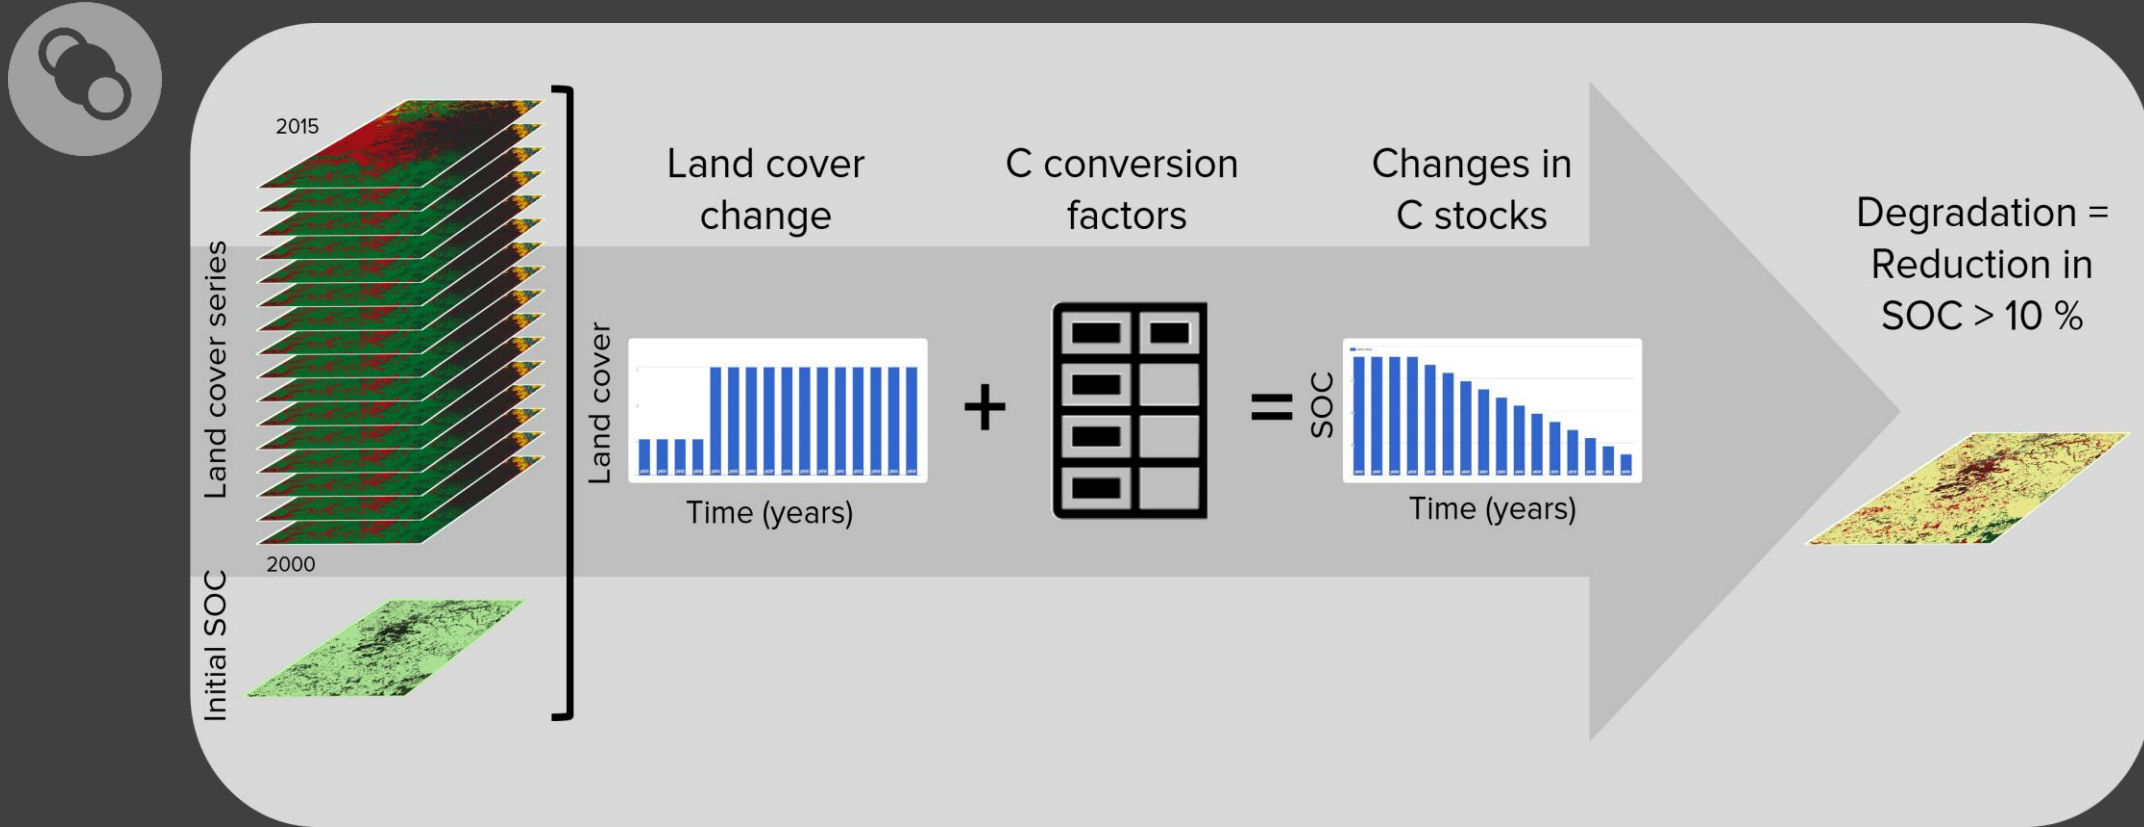 2015
Land cover series
2000
Initial SOC
Land cover
change
Land cover
Time (years)
+
C conversion
factors
=
Changes in
C stocks
SOC
Time (years)
Degradation =
Reduction in
SOC > 10 %